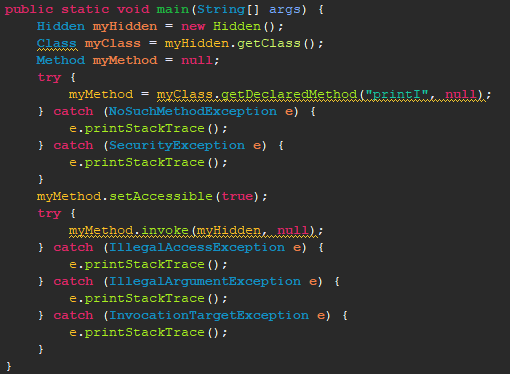 public static void main(String[] args) {
    Hidden myHidden = new Hidden();
    Class myClass = myHidden.getClass();
    Method myMethod = null;
    try {
        myMethod = myClass.getDeclaredMethod("printI", null);
    } catch (NoSuchMethodException e) {
        e.printStackTrace();
    } catch (SecurityException e) {
        e.printStackTrace();
    }
    myMethod.setAccessible(true);
    try {
        myMethod.invoke(myHidden, null);
    } catch (IllegalAccessException e) {
        e.printStackTrace();
    } catch (IllegalArgumentException e) {
        e.printStackTrace();
    } catch (InvocationTargetException e) {
        e.printStackTrace();
    }
}